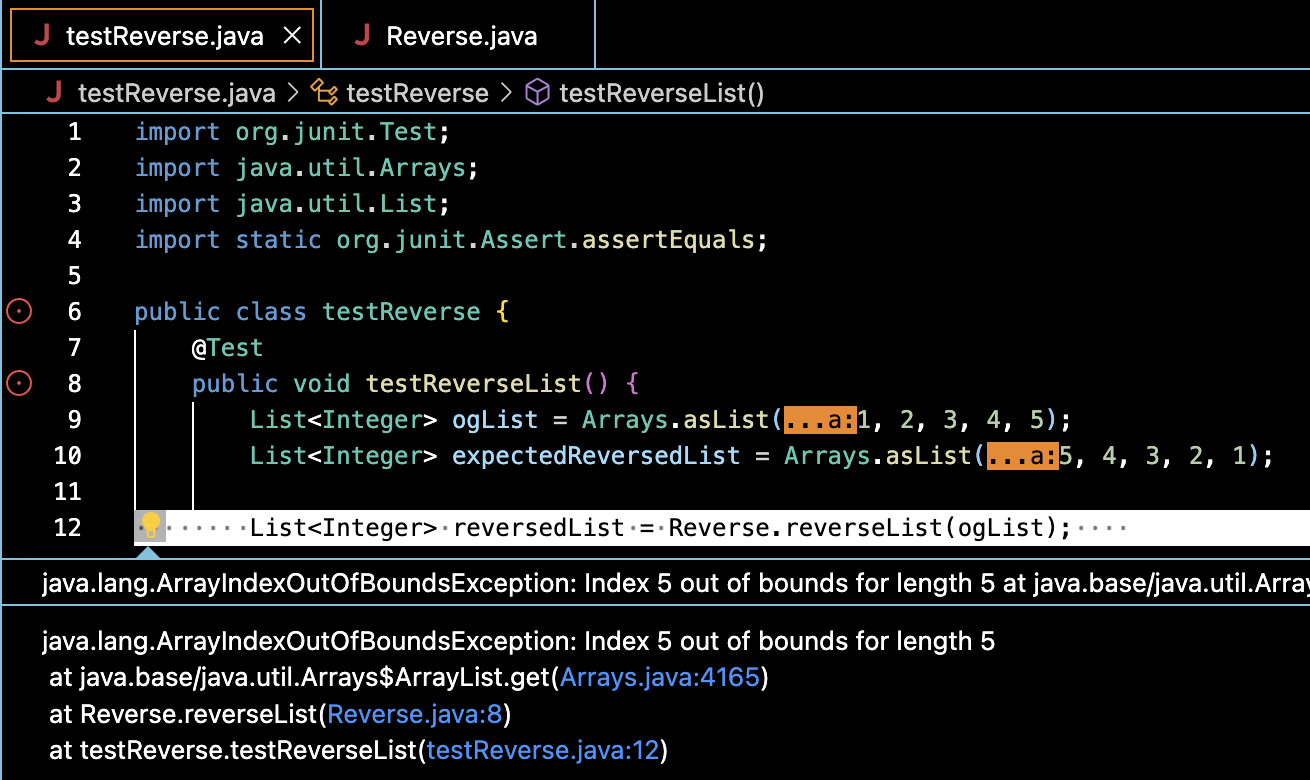 J testReverse.java × J Reverse.java
J testReverse.java > testReverse > testReverseList()
1 import org.junit.Test;
2 import java.util.Arrays;
3 import java.util.List;
4 import static org.junit.Assert.assertEquals;
5
6 public class testReverse {
7 @Test
8 public void testReverseList() {
9 List<Integer> ogList = Arrays.asList(...a:1, 2, 3, 4, 5);
10 List<Integer> expectedReversedList = Arrays.asList(...a:5, 4, 3, 2, 1);
11
12 List<Integer> reversedList = Reverse.reverseList(ogList);
java.lang.ArrayIndexOutOfBoundsException: Index 5 out of bounds for length 5 at java.base/java.util.Array
java.lang.ArrayIndexOutOfBoundsException: Index 5 out of bounds for length 5
at java.base/java.util.Arrays$ArrayList.get(Arrays.java:4165)
at Reverse.reverseList(Reverse.java:8)
at testReverse.testReverseList(testReverse.java:12)